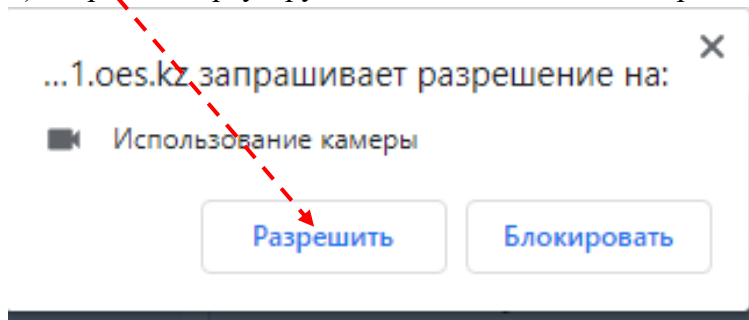 ...1.oes.kz запрашивает разрешение на:
Использование камеры
Разрешить
Блокировать